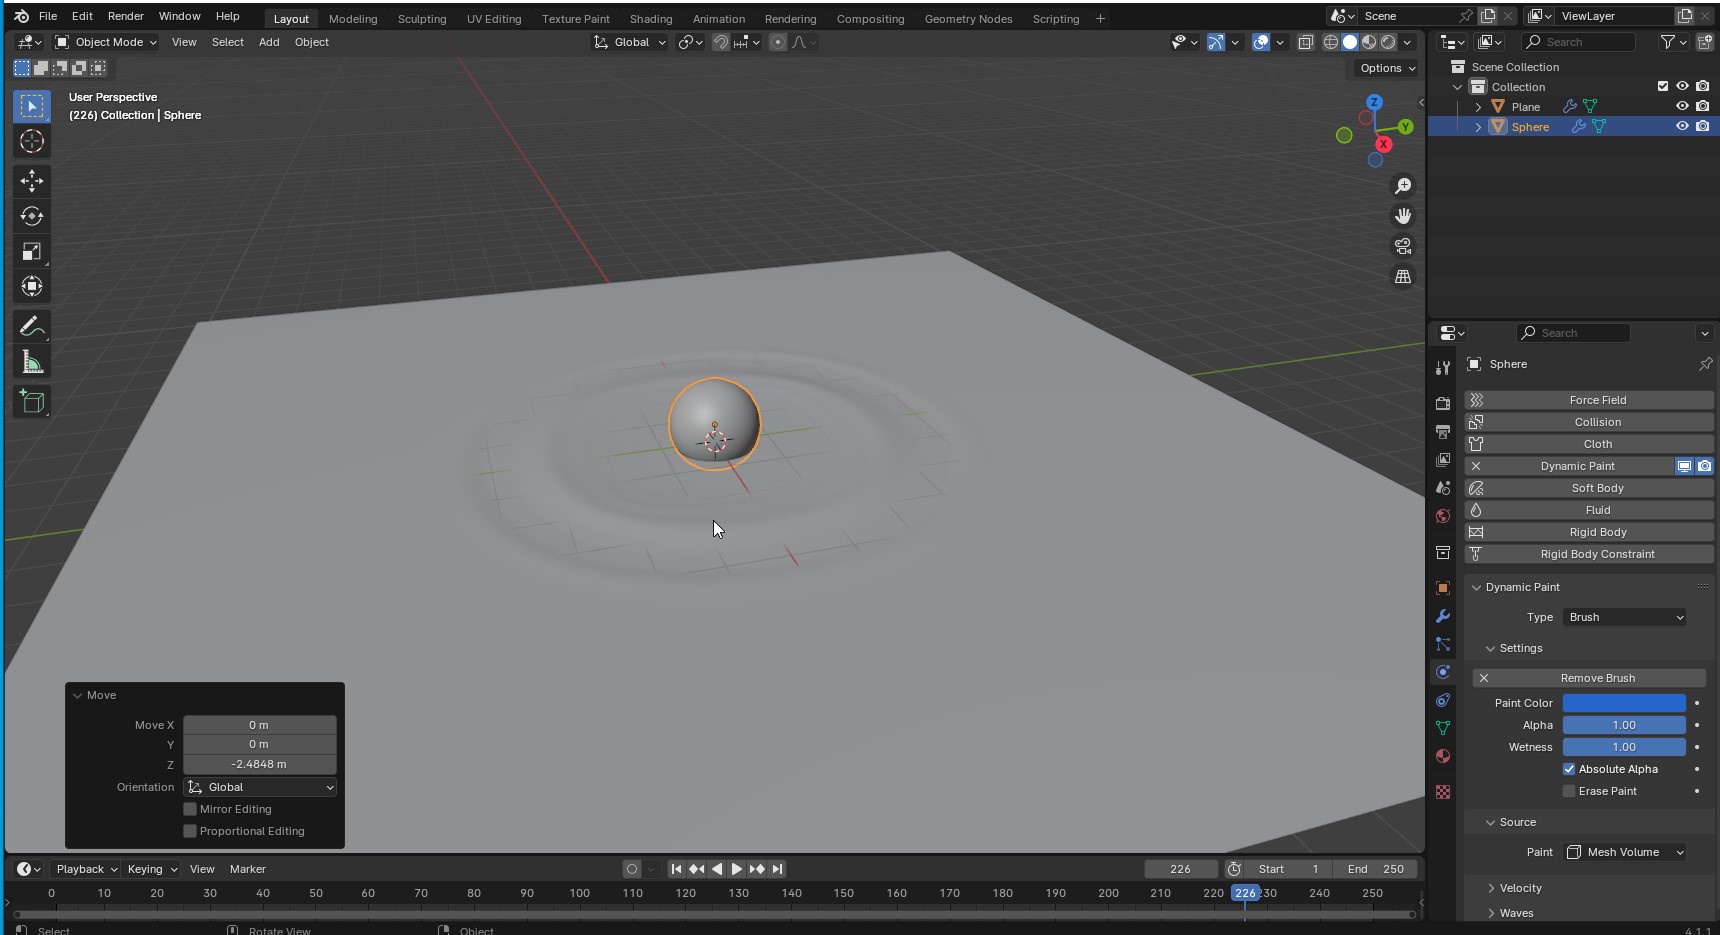 File Edit Render Window Help Layout Modeling Sculpting UV Editing Texture Paint Shading Animation Rendering Compositing Geometry Nodes Scripting + Scene ViewLayer
Object Mode View Select Add Object Global Search
Options
User Perspective
(226) Collection | Sphere
Z
Y
X
Scene Collection
Collection
Plane
Sphere
Search
Sphere
Force Field
Collision
Cloth
Dynamic Paint
Soft Body
Fluid
Rigid Body
Rigid Body Constraint
Dynamic Paint
Type Brush
Settings
Remove Brush
Paint Color
Alpha 1.00
Wetness 1.00
Absolute Alpha
Erase Paint
Source
Paint Mesh Volume
Velocity
Waves
Move
Move X 0 m
Y 0 m
Z -2.4848 m
Orientation Global
Mirror Editing
Proportional Editing
Playback Keying View Marker 226 Start 1 End 250
0 10 20 30 40 50 60 70 80 90 100 110 120 130 140 150 160 170 180 190 200 210 220 226 230 240 250
Select Rotate View Object 4.1.1